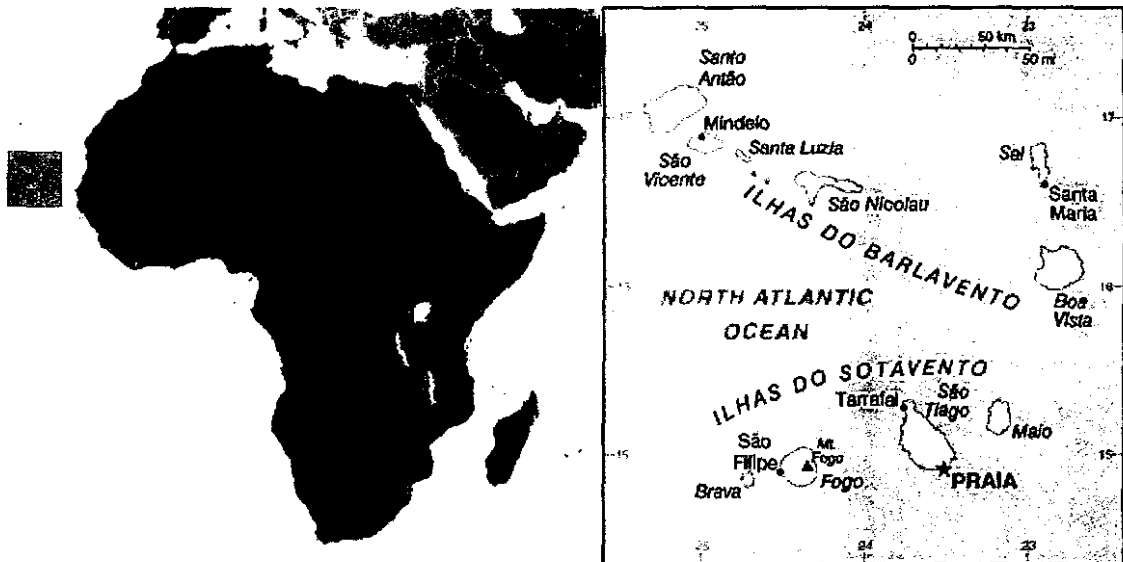 25
24
23
0 50 km
0 50 mi
Santo
Antão
17
17
Mindelo
Santa Luzia
São
Vicente
São Nicolau
Sal
Santa
Maria
ILHAS DO BARLAVENTO
Boa
Vista
16
NORTH ATLANTIC
OCEAN
ILHAS DO SOTAVENTO
Tarrafal
São
Tiago
Maio
São
Filipe
Mt.
Fogo
Fogo
Brava
15
15
PRAIA
25
24
23